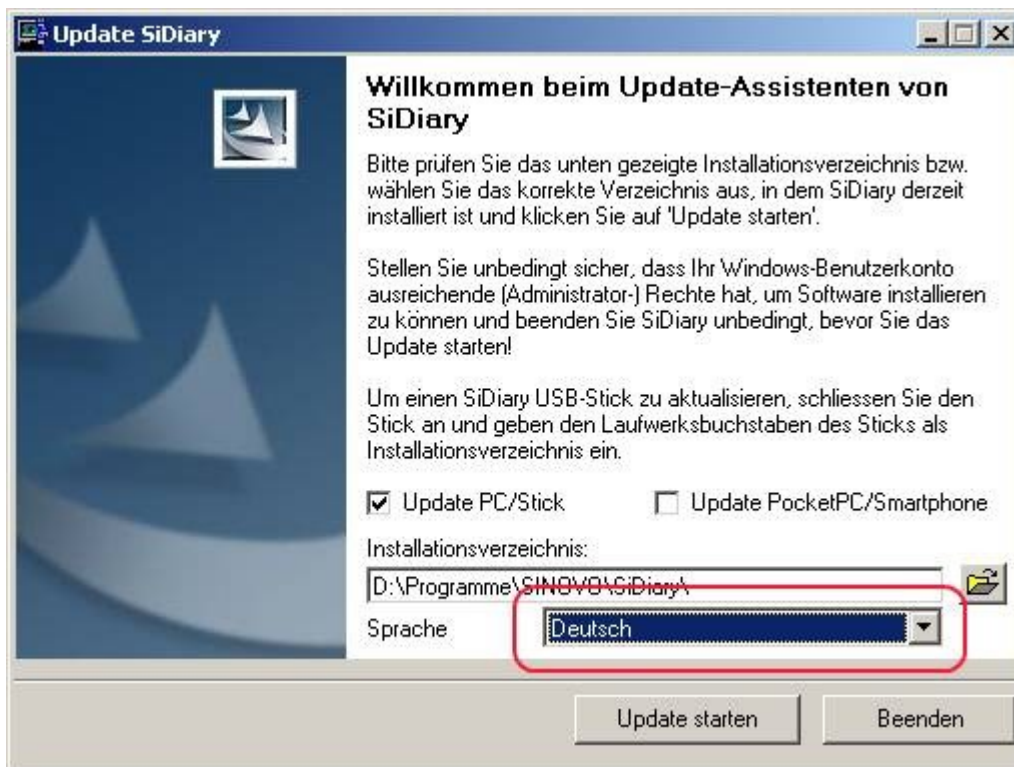 Update SiDiary
Willkommen beim Update-Assistenten von
SiDiary
Bitte prüfen Sie das unten gezeigte Installationsverzeichnis bzw.
wählen Sie das korrekte Verzeichnis aus, in dem SiDiary derzeit
installiert ist und klicken Sie auf 'Update starten'.
Stellen Sie unbedingt sicher, dass Ihr Windows-Benutzerkonto
ausreichende (Administrator-) Rechte hat, um Software installieren
zu können und beenden Sie SiDiary unbedingt, bevor Sie das
Update starten!
Um einen SiDiary USB-Stick zu aktualisieren, schliessen Sie den
Stick an und geben den Laufwerksbuchstaben des Sticks als
Installationsverzeichnis ein.
Update PC/Stick Update PocketPC/Smartphone
Installationsverzeichnis:
D:\Programme\SINOVO\SiDiary\
Sprache Deutsch
Update starten Beenden